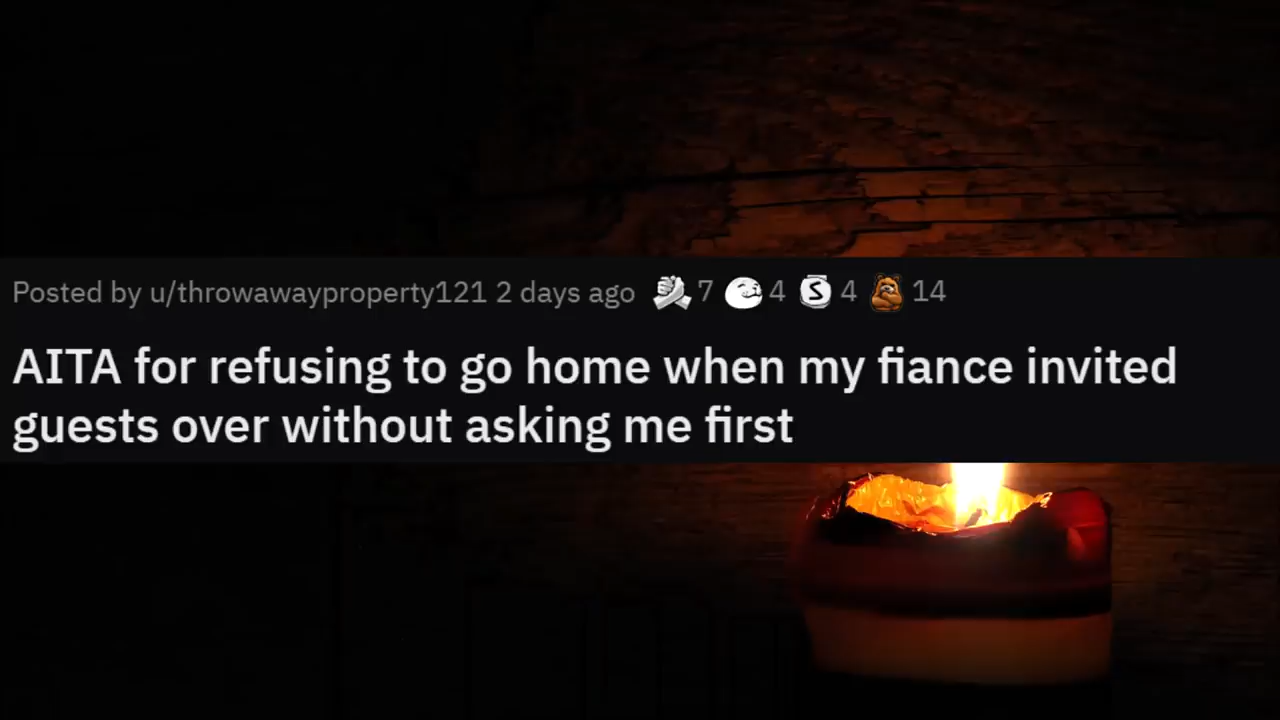 Posted by u/throwawayproperty121 2 days ago 7 4 S 4 14
AITA for refusing to go home when my fiance invited
guests over without asking me first